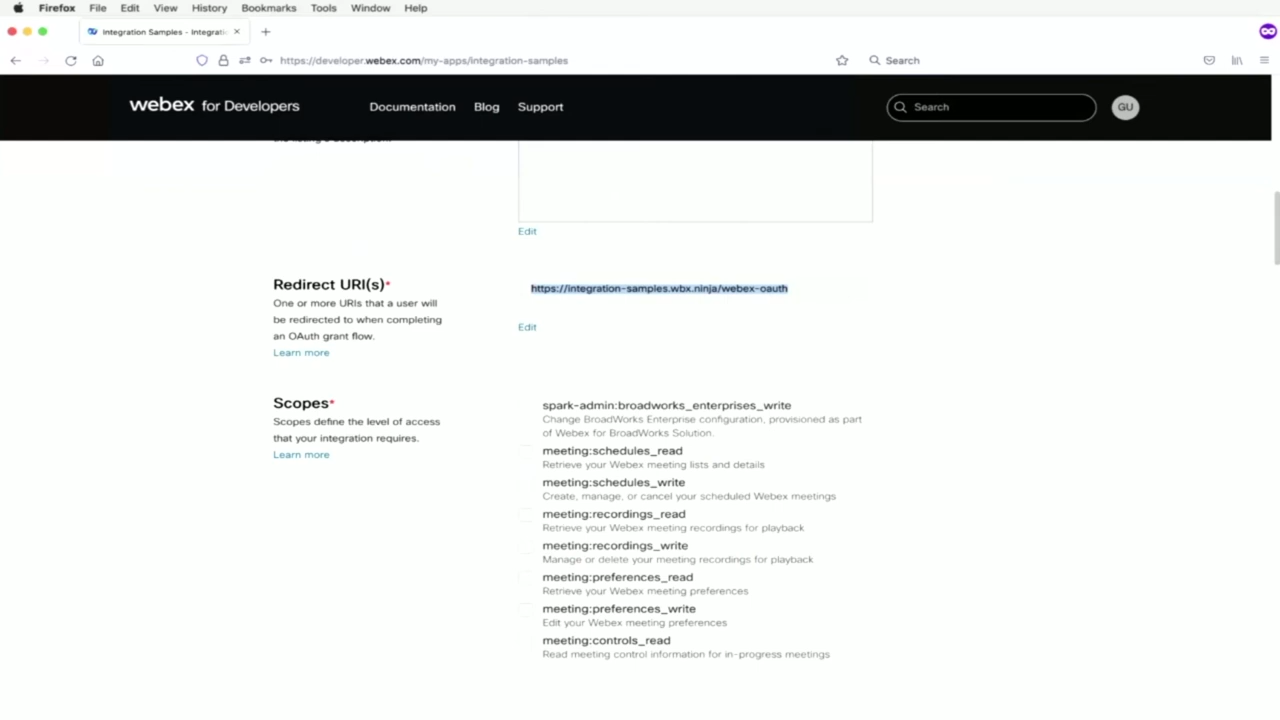 Firefox File Edit View History Bookmarks Tools Window Help
Integration Samples - Integrati
https://developer.webex.com/my-apps/integration-samples
Search
webex for Developers
Documentation Blog Support
Search
GU
the listing's description.
Edit
Redirect URI(s)*
One or more URIs that a user will
be redirected to when completing
an OAuth grant flow.
Learn more
https://integration-samples.wbx.ninja/webex-oauth
Edit
Scopes*
Scopes define the level of access
that your integration requires.
Learn more
spark-admin:broadworks_enterprises_write
Change BroadWorks Enterprise configuration, provisioned as part
of Webex for BroadWorks Solution.
meeting:schedules_read
Retrieve your Webex meeting lists and details
meeting:schedules_write
Create, manage, or cancel your scheduled Webex meetings
meeting:recordings_read
Retrieve your Webex meeting recordings for playback
meeting:recordings_write
Manage or delete your meeting recordings for playback
meeting:preferences_read
Retrieve your Webex meeting preferences
meeting:preferences_write
Edit your Webex meeting preferences
meeting:controls_read
Read meeting control information for in-progress meetings